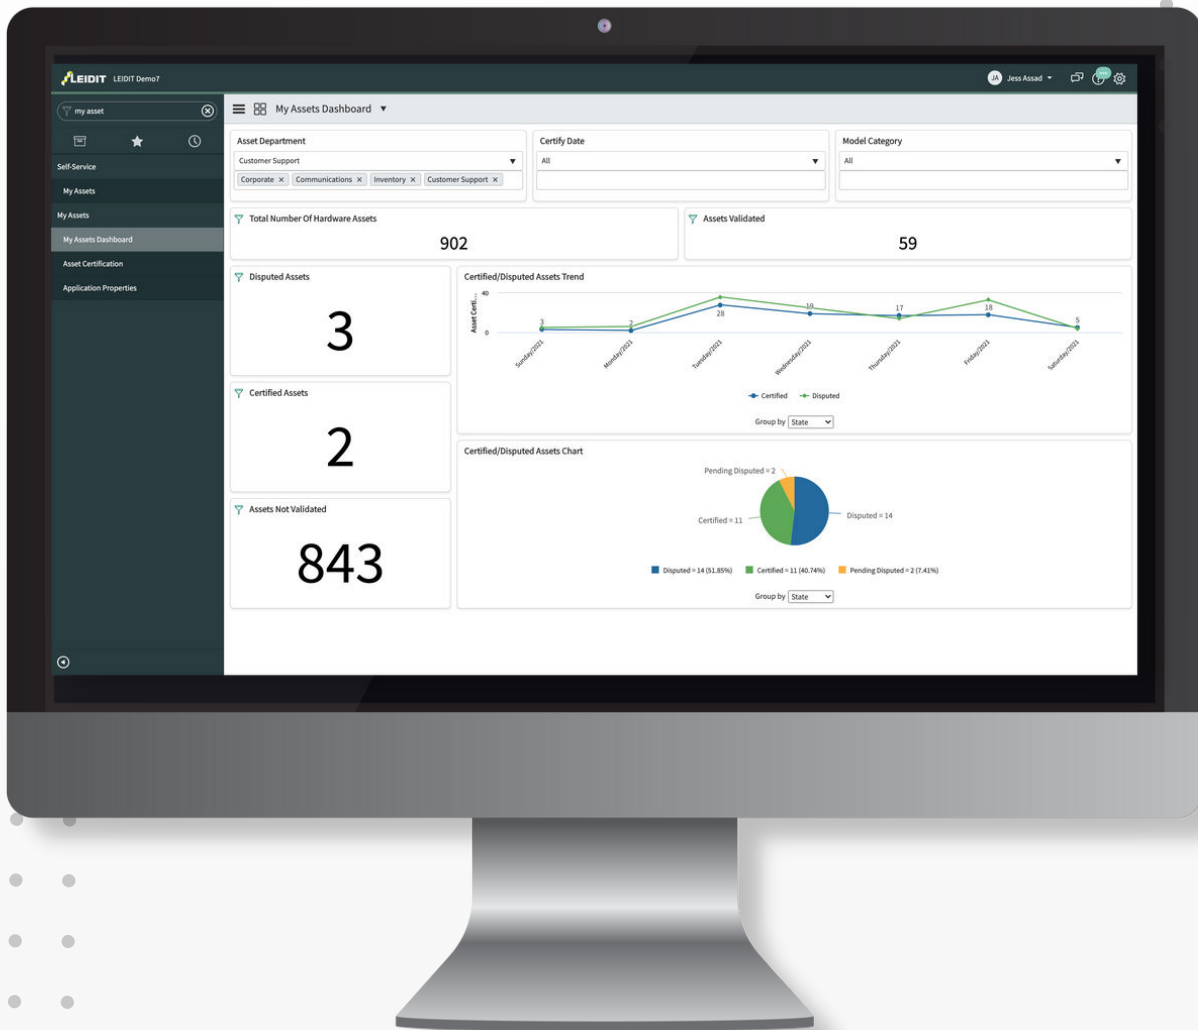 LEIDIT LEIDIT Demo7
JA Jess Assad
my asset
My Assets Dashboard
Self-Service
My Assets
My Assets
My Assets Dashboard
Asset Certification
Application Properties
Asset Department
Customer Support
Corporate × Communications × Inventory × Customer Support ×
Certify Date
All
Model Category
All
Total Number Of Hardware Assets
902
Assets Validated
59
Disputed Assets
3
Certified Assets
2
Assets Not Validated
843
Certified/Disputed Assets Trend
Asset Certi...
40
0
3 2 28 19 17 18 5
Sunday/2021 Monday/2021 Tuesday/2021 Wednesday/2021 Thursday/2021 Friday/2021 Saturday/2021
Certified Disputed
Group by State
Certified/Disputed Assets Chart
Pending Disputed = 2
Certified = 11
Disputed = 14
Disputed = 14 (51.85%) Certified = 11 (40.74%) Pending Disputed = 2 (7.41%)
Group by State